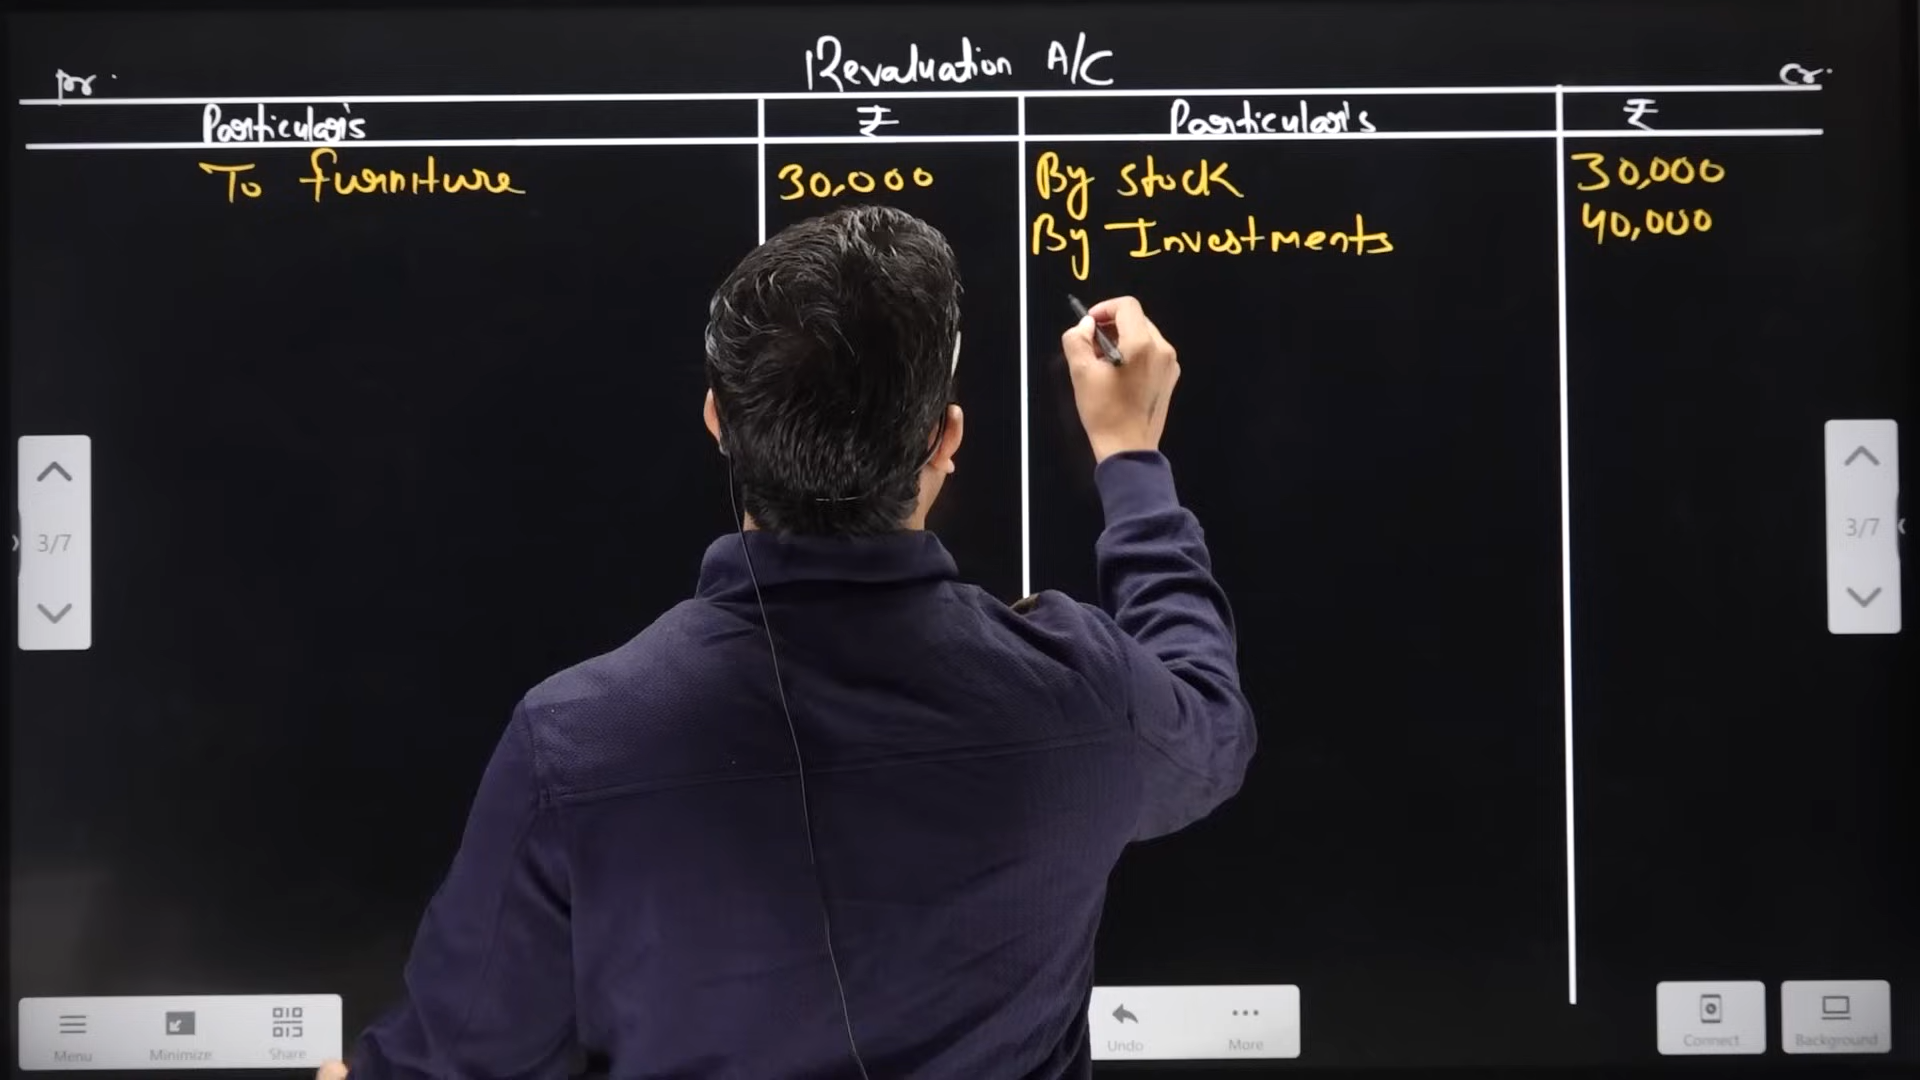 Revaluation A/C
Dr. Cr.
Particulars ₹ Particulars ₹
To furniture 30,000 By stock 30,000
By Investments 40,000
3/7 3/7
Menu Minimize Share Undo More Connect Background